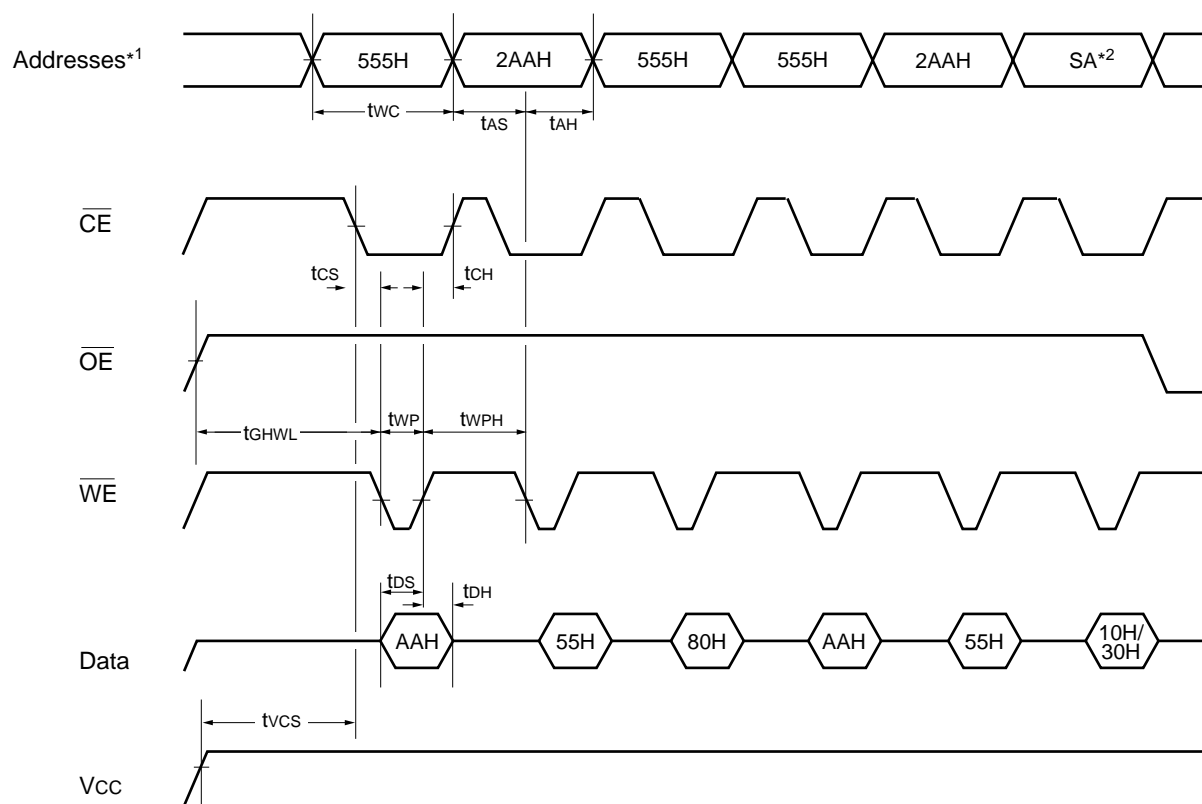 Addresses*1 555H 2AAH 555H 555H 2AAH SA*2
tWC tAS tAH
CE
tCS tCH
OE
tGHWL tWP tWPH
WE
tDS tDH
Data AAH 55H 80H AAH 55H 10H/
30H
tVCS
VCC